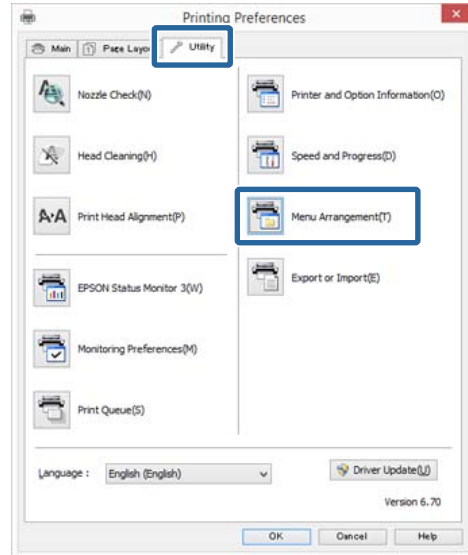 Printing Preferences
Main
Page Layou
Utility
Nozzle Check(N)
Head Cleaning(H)
A·A Print Head Alignment(P)
EPSON Status Monitor 3(W)
Monitoring Preferences(M)
Print Queue(S)
Printer and Option Information(O)
Speed and Progress(D)
Menu Arrangement(T)
Export or Import(E)
Language : English (English)
Driver Update(U)
Version 6.70
OK Cancel Help